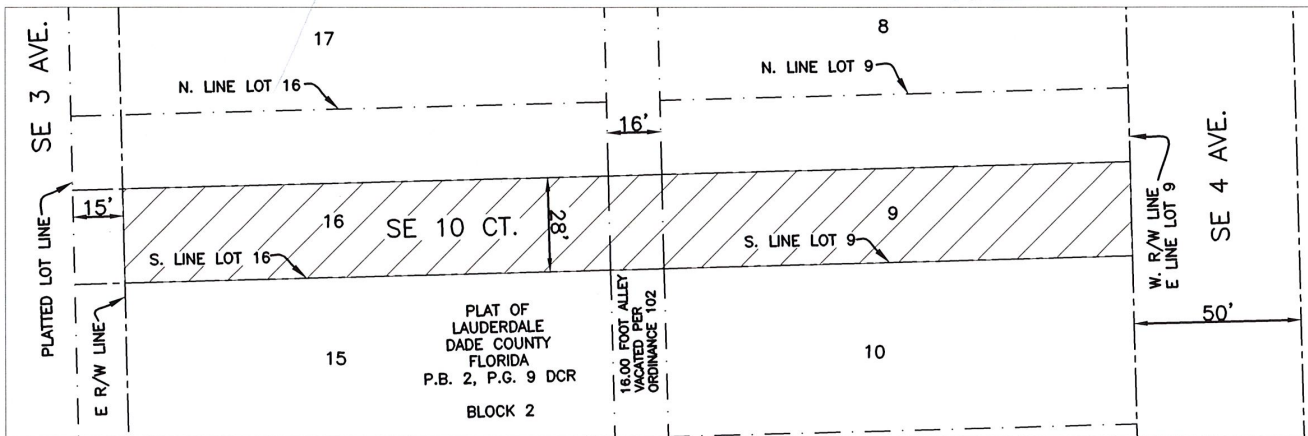 SE 3 AVE.
17
8
N. LINE LOT 16
N. LINE LOT 9
16'
PLATTED LOT LINE
15'
16
SE 10 CT.
28'
9
S. LINE LOT 16
S. LINE LOT 9
W. R/W LINE
E LINE LOT 9
SE 4 AVE.
50'
E R/W LINE
15
PLAT OF
LAUDERDALE
DADE COUNTY
FLORIDA
P.B. 2, P.G. 9 DCR
BLOCK 2
16.00 FOOT ALLEY
VACATED PER
ORDINANCE 102
10